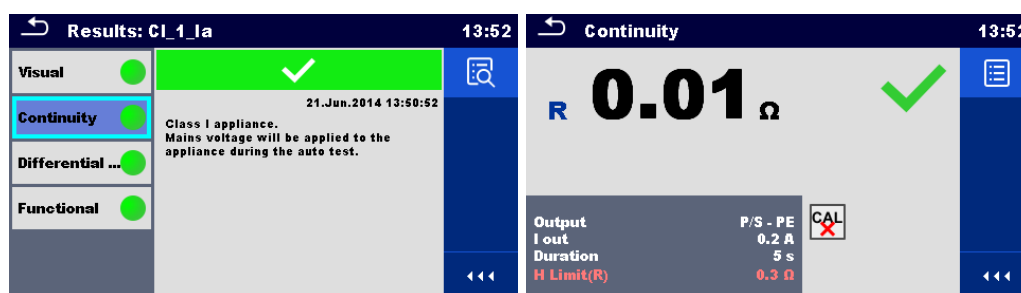 Results: Cl_1_Ia
13:52
Visual
Continuity
Differential ...
Functional
21.Jun.2014 13:50:52
Class I appliance.
Mains voltage will be applied to the
appliance during the auto test.
Continuity
13:52
R 0.01 Ω
Output P/S - PE
I out 0.2 A
Duration 5 s
H Limit(R) 0.3 Ω
CAL